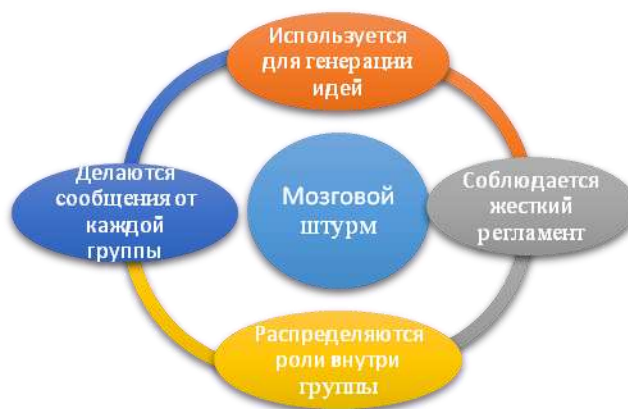 Используется
для генерации
идей
Делаются
сообщения от
каждой
группы
Мозговой
штурм
Соблюдается
жесткий
регламент
Распределяются
роли внутри
группы